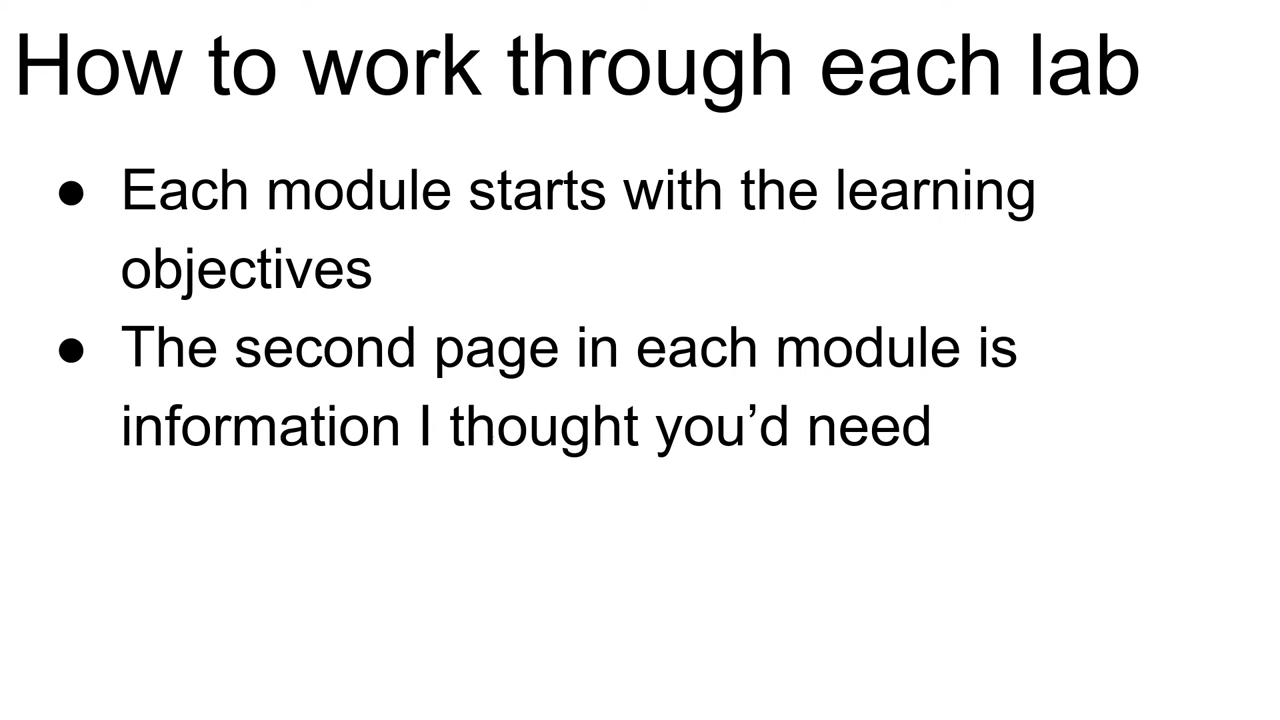 How to work through each lab
● Each module starts with the learning
objectives
● The second page in each module is
information I thought you’d need